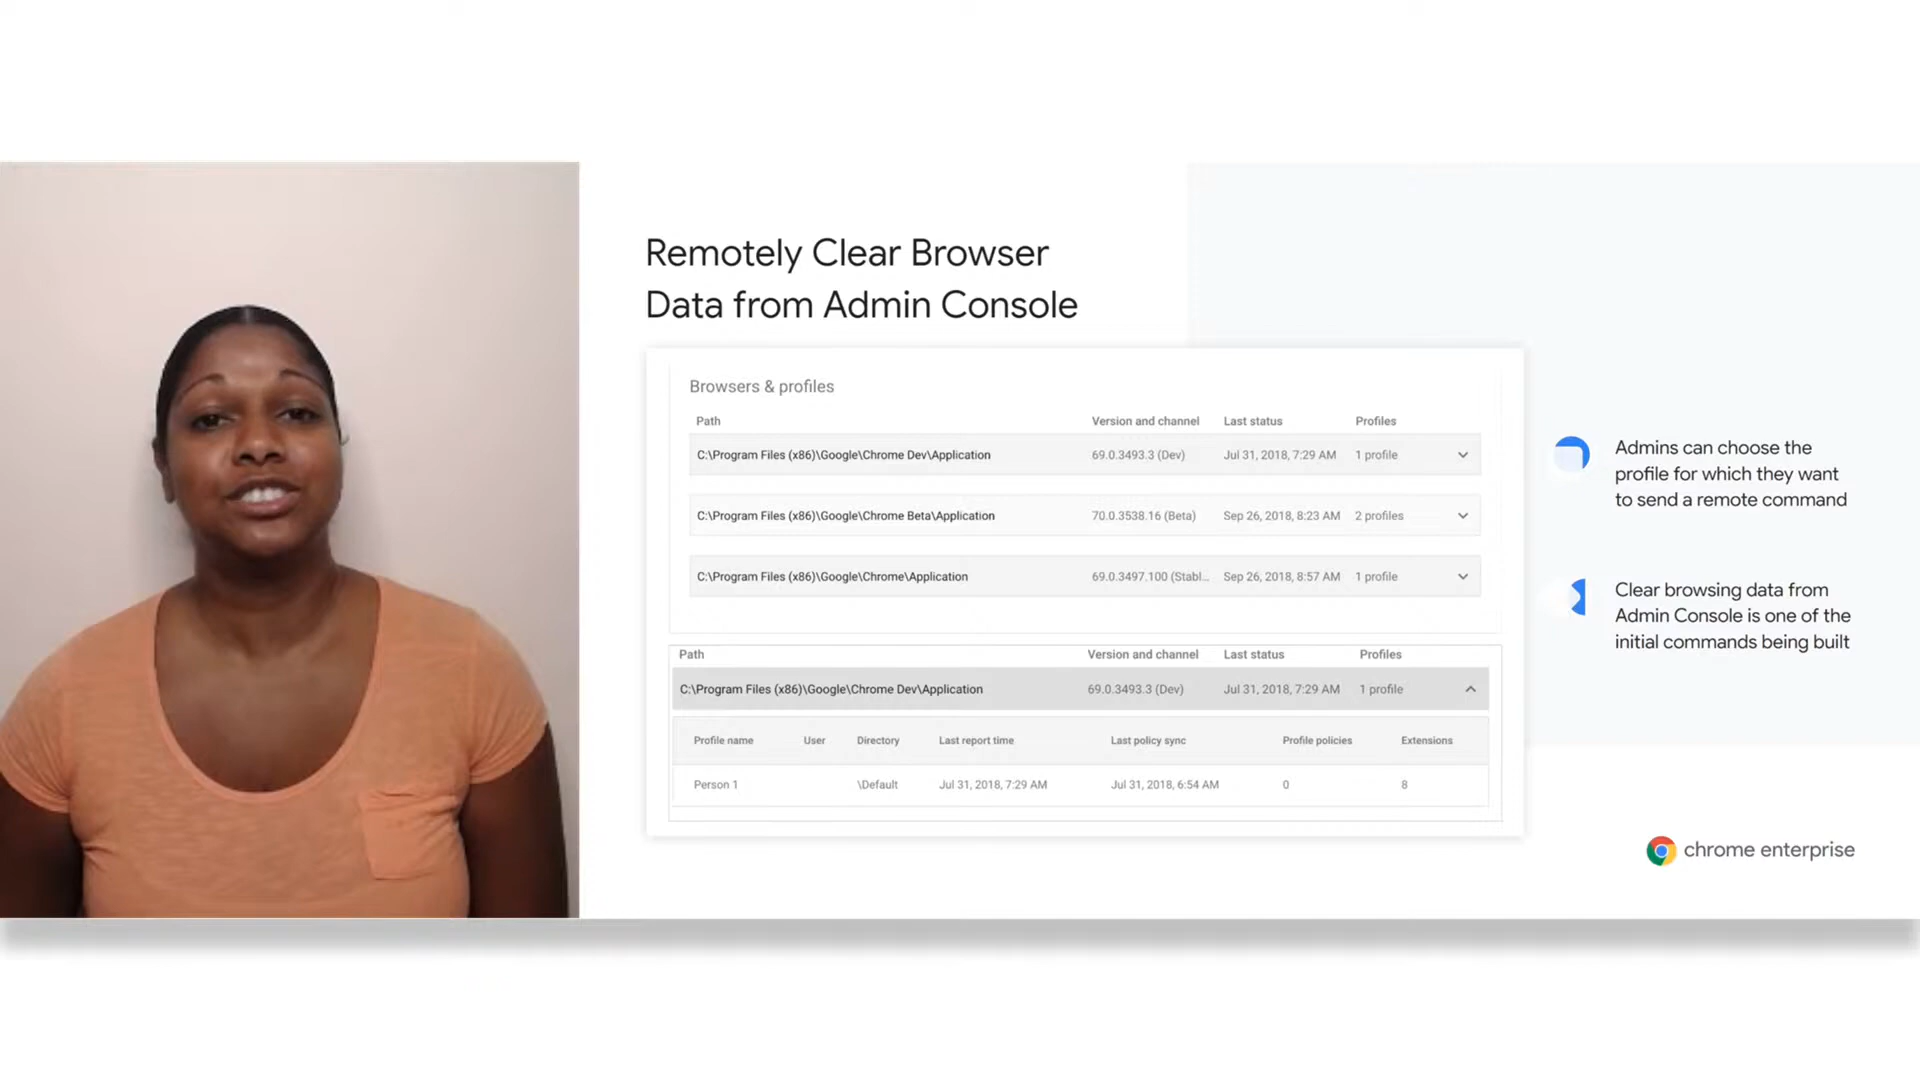 Remotely Clear Browser
Data from Admin Console
Browsers & profiles
Path Version and channel Last status Profiles
C:\Program Files (x86)\Google\Chrome Dev\Application 69.0.3493.3 (Dev) Jul 31, 2018, 7:29 AM 1 profile
C:\Program Files (x86)\Google\Chrome Beta\Application 70.0.3538.16 (Beta) Sep 26, 2018, 8:23 AM 2 profiles
C:\Program Files (x86)\Google\Chrome\Application 69.0.3497.100 (Stabl... Sep 26, 2018, 8:57 AM 1 profile
Path Version and channel Last status Profiles
C:\Program Files (x86)\Google\Chrome Dev\Application 69.0.3493.3 (Dev) Jul 31, 2018, 7:29 AM 1 profile
Profile name User Directory Last report time Last policy sync Profile policies Extensions
Person 1 \Default Jul 31, 2018, 7:29 AM Jul 31, 2018, 6:54 AM 0 8
Admins can choose the
profile for which they want
to send a remote command
Clear browsing data from
Admin Console is one of the
initial commands being built
chrome enterprise